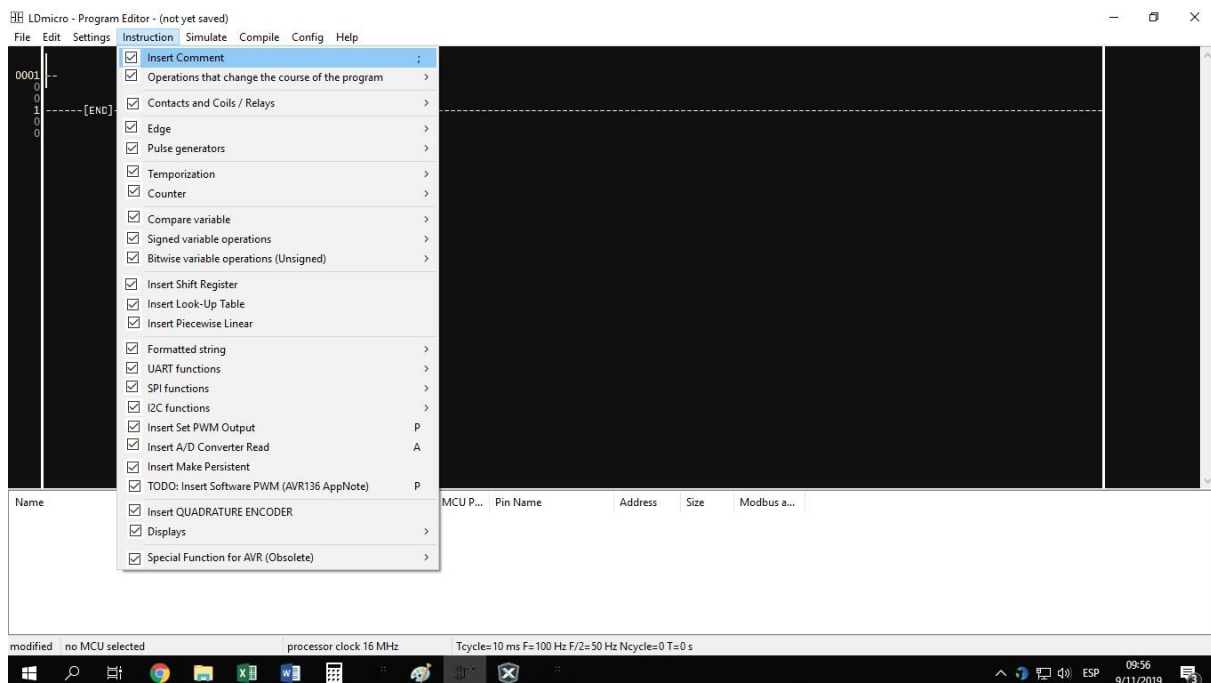 LDmicro - Program Editor - (not yet saved)
File Edit Settings Instruction Simulate Compile Config Help
Insert Comment ;
0001 --
Operations that change the course of the program >
0
0
Contacts and Coils / Relays >
1 ------[END]-
0
0
Edge >
Pulse generators >
Temporization >
Counter >
Compare variable >
Signed variable operations >
Bitwise variable operations (Unsigned) >
Insert Shift Register
Insert Look-Up Table
Insert Piecewise Linear
Formatted string >
UART functions >
SPI functions >
I2C functions >
Insert Set PWM Output P
Insert A/D Converter Read A
Insert Make Persistent
TODO: Insert Software PWM (AVR136 AppNote) P
Insert QUADRATURE ENCODER
Displays >
Special Function for AVR (Obsolete) >
Name MCU P... Pin Name Address Size Modbus a...
modified no MCU selected processor clock 16 MHz Tcycle=10 ms F=100 Hz F/2=50 Hz Ncycle=0 T=0 s
ESP 09:56
9/11/2019